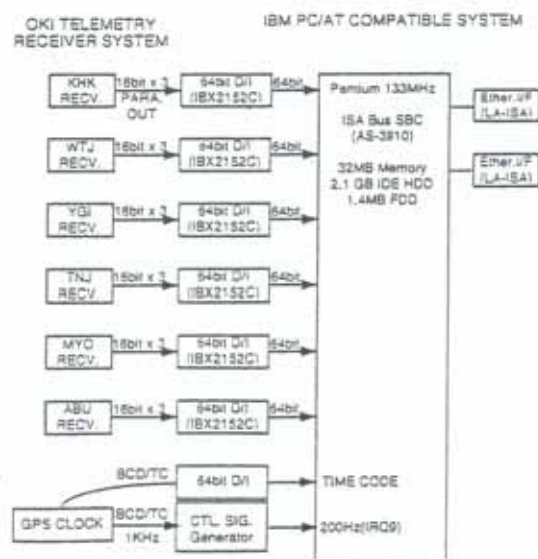 OKI TELEMETRY
RECEIVER SYSTEM
IBM PC/AT COMPATIBLE SYSTEM
KHK
RECV.
16bit x 3
PARA.
OUT
64bit D/I
(IBX2152C)
64bit
Pentium 133MHz
ISA Bus SBC
(AS-3910)
32MB Memory
2.1 GB IDE HDD
1.4MB FDD
Ether.I/F
(LA-ISA)
Ether.I/F
(LA-ISA)
WTJ
RECV.
16bit x 3
64bit D/I
(IBX2152C)
64bit
YGI
RECV.
16bit x 3
64bit D/I
(IBX2152C)
64bit
TNJ
RECV.
16bit x 3
64bit D/I
(IBX2152C)
64bit
MYO
RECV.
16bit x 3
64bit D/I
(IBX2152C)
64bit
ABU
RECV.
16bit x 3
64bit D/I
(IBX2152C)
64bit
BCD/TC
64bit D/I
TIME CODE
GPS CLOCK
BCD/TC
1KHz
CTL. SIG.
Generator
200Hz(IRQ9)